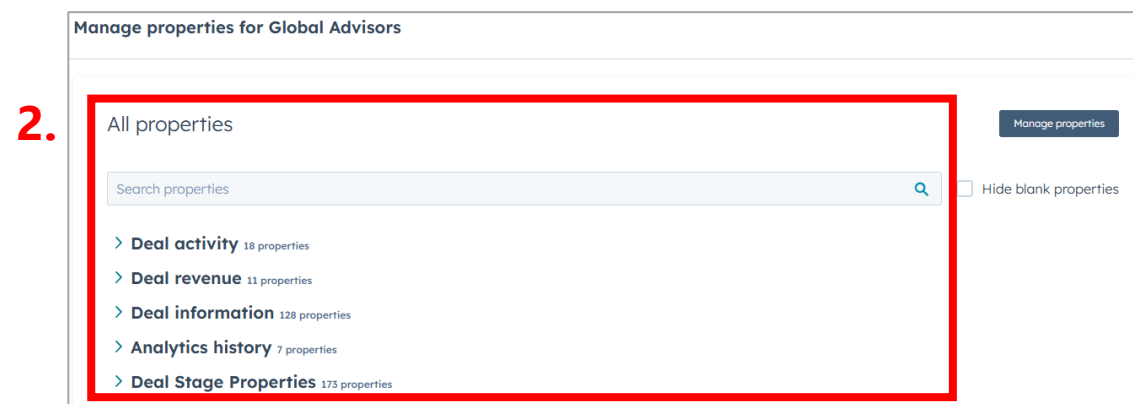 Manage properties for Global Advisors
2.
All properties
Manage properties
Search properties
Hide blank properties
Deal activity 18 properties
Deal revenue 11 properties
Deal information 128 properties
Analytics history 7 properties
Deal Stage Properties 173 properties